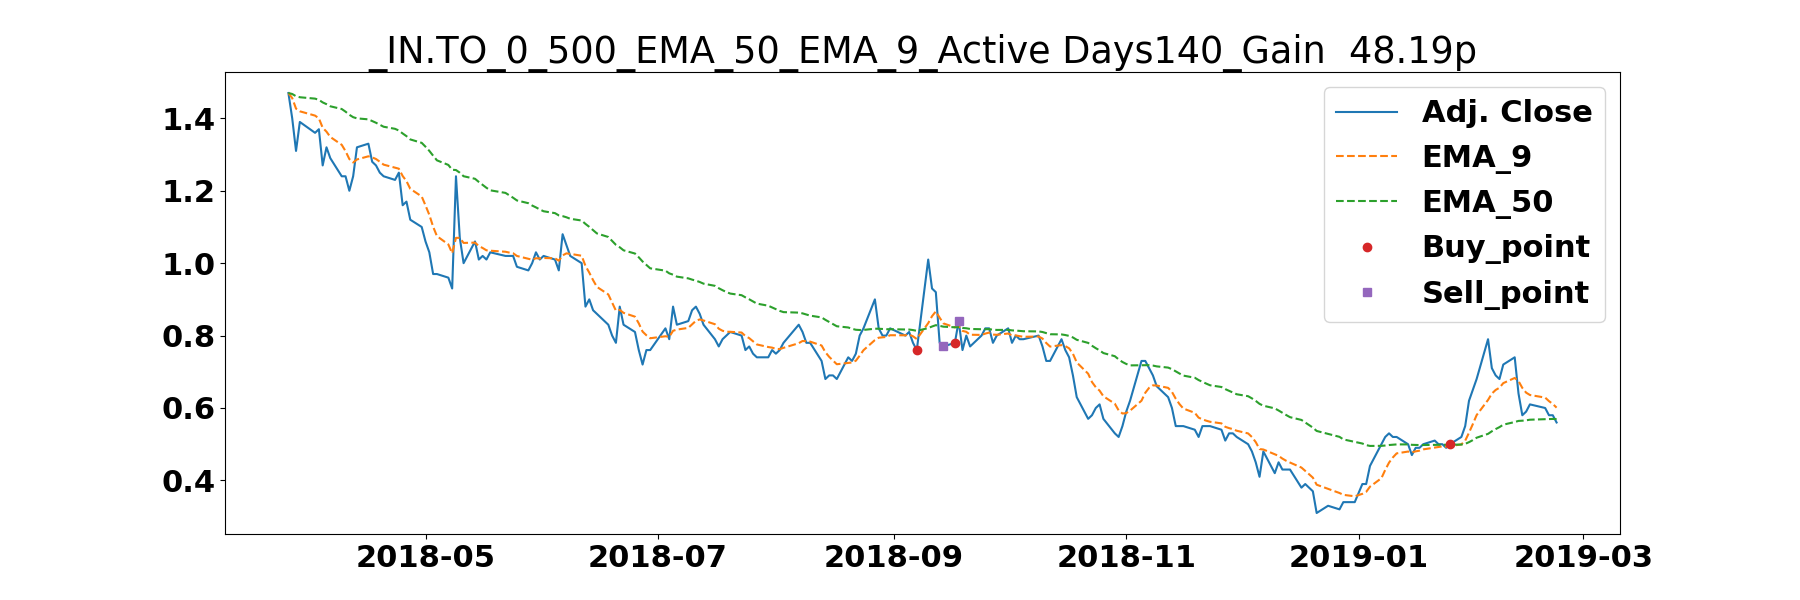 _IN.TO_0_500_EMA_50_EMA_9_Active Days140_Gain  48.19p
1.4
1.2
1.0
0.8
0.6
0.4
Adj. Close
EMA_9
EMA_50
Buy_point
Sell_point
2018-05 2018-07 2018-09 2018-11 2019-01 2019-03